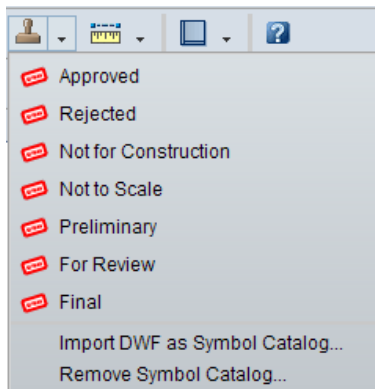 Approved
Rejected
Not for Construction
Not to Scale
Preliminary
For Review
Final
Import DWF as Symbol Catalog...
Remove Symbol Catalog...